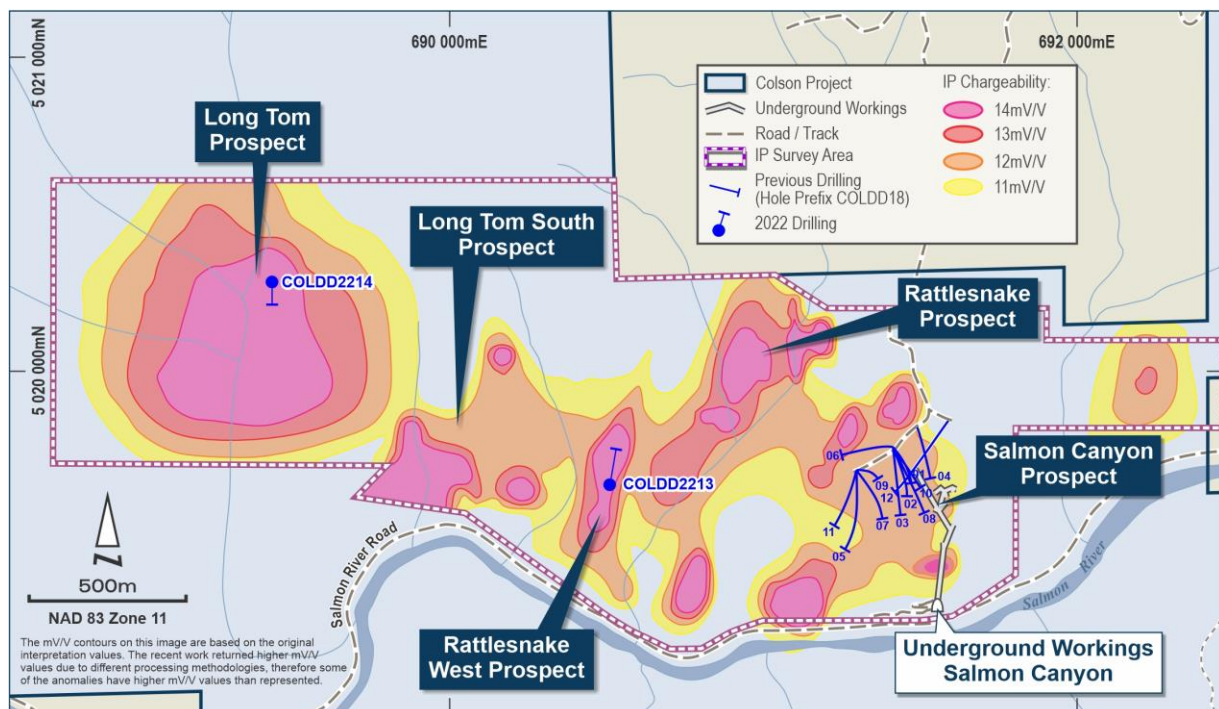 690 000mE
692 000mE
5 021 000mN
5 020 000mN
Colson Project
Underground Workings
Road / Track
IP Survey Area
Previous Drilling
(Hole Prefix COLDD18)
2022 Drilling
IP Chargeability:
14mV/V
13mV/V
12mV/V
11mV/V
Long Tom
Prospect
Long Tom South
Prospect
COLDD2214
Rattlesnake
Prospect
COLDD2213
Salmon Canyon
Prospect
06
09
12
02
01
04
10
08
03
07
11
05
Rattlesnake
West Prospect
Underground Workings
Salmon Canyon
Salmon River Road
Salmon River
N
500m
NAD 83 Zone 11
The mV/V contours on this image are based on the original
interpretation values. The recent work returned higher mV/V
values due to different processing methodologies, therefore some
of the anomalies have higher mV/V values than represented.